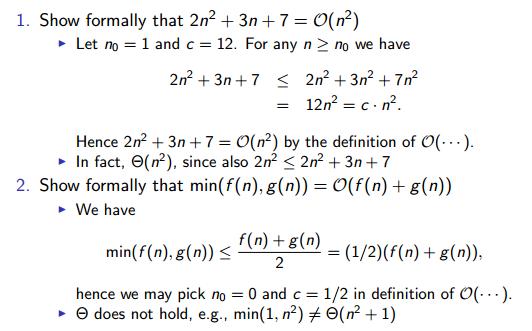 1. Show formally that 2n² + 3n + 7 = O(n²)
▶ Let n₀ = 1 and c = 12. For any n ≥ n₀ we have
2n² + 3n + 7 ≤ 2n² + 3n² + 7n²
= 12n² = c · n².
Hence 2n² + 3n + 7 = O(n²) by the definition of O(· · ·).
▶ In fact, Θ(n²), since also 2n² ≤ 2n² + 3n + 7
2. Show formally that min(f(n), g(n)) = O(f(n) + g(n))
▶ We have
min(f(n), g(n)) ≤ (f(n) + g(n))/2 = (1/2)(f(n) + g(n)),
hence we may pick n₀ = 0 and c = 1/2 in definition of O(· · ·).
▶ Θ does not hold, e.g., min(1, n²) ≠ Θ(n² + 1)